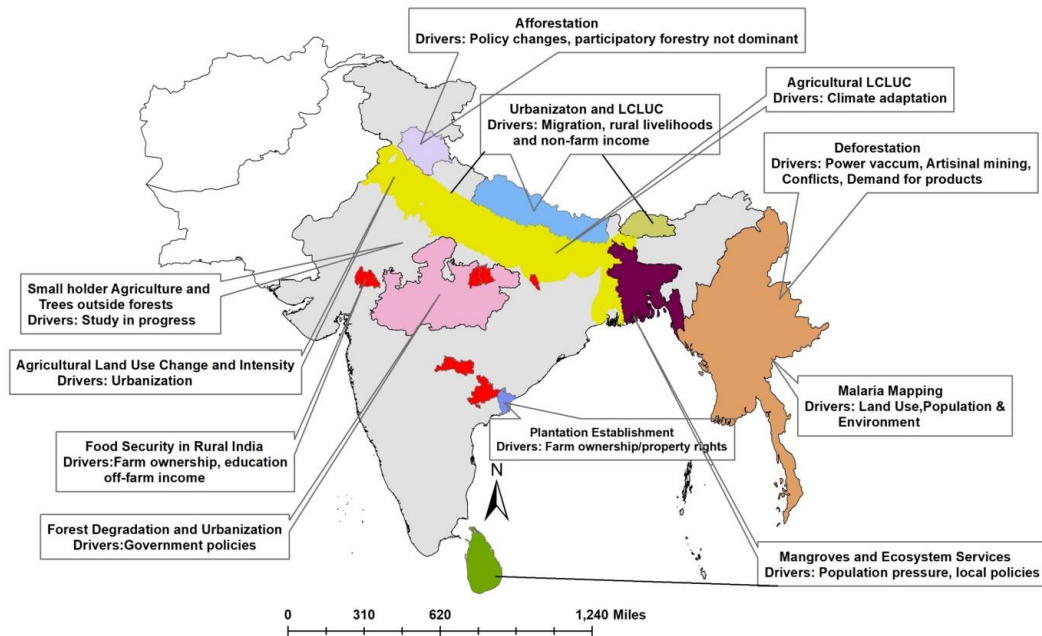 Afforestation
Drivers: Policy changes, participatory forestry not dominant
Agricultural LCLUC
Drivers: Climate adaptation
Urbanizaton and LCLUC
Drivers: Migration, rural livelihoods
and non-farm income
Deforestation
Drivers: Power vaccum, Artisinal mining,
Conflicts, Demand for products
Small holder Agriculture and
Trees outside forests
Drivers: Study in progress
Agricultural Land Use Change and Intensity
Drivers: Urbanization
Malaria Mapping
Drivers: Land Use,Population &
Environment
Food Security in Rural India
Drivers:Farm ownership, education
off-farm income
Plantation Establishment
Drivers: Farm ownership/property rights
N
Forest Degradation and Urbanization
Drivers:Government policies
Mangroves and Ecosystem Services
Drivers: Population pressure, local policies
0 310 620 1,240 Miles